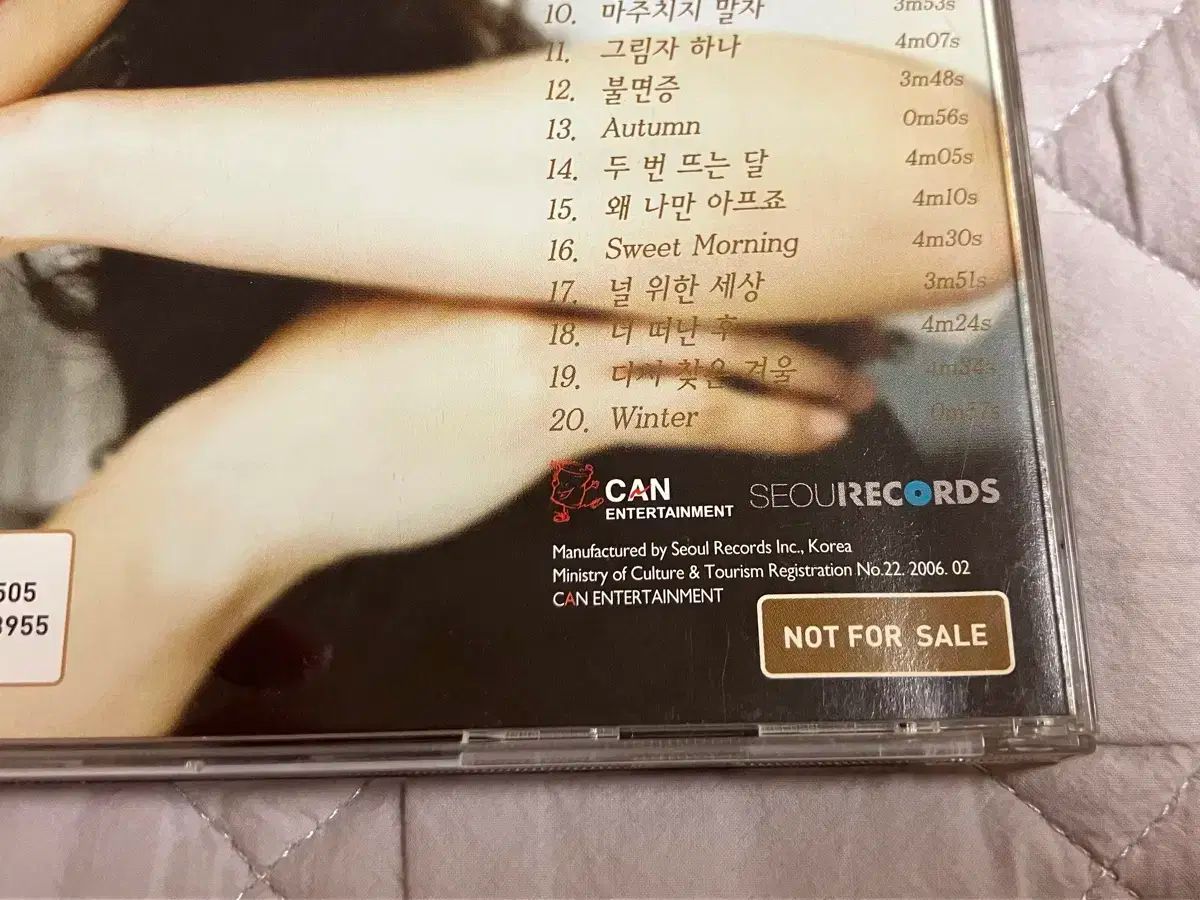 10. 마주치지 말자 3m53s
11. 그림자 하나 4m07s
12. 불면증 3m48s
13. Autumn 0m56s
14. 두 번 뜨는 달 4m05s
15. 왜 나만 아프죠 4m10s
16. Sweet Morning 4m30s
17. 널 위한 세상 3m51s
18. 너 떠난 후 4m24s
19. 다시 찾은 겨울 4m34s
20. Winter 0m57s
CAN
ENTERTAINMENT
SEOULRECORDS
Manufactured by Seoul Records Inc., Korea
Ministry of Culture & Tourism Registration No.22. 2006. 02
CAN ENTERTAINMENT
NOT FOR SALE
505
3955